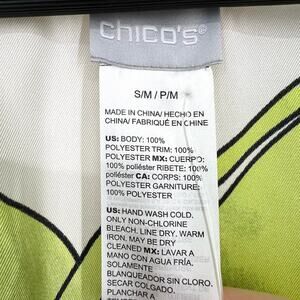 chico's®
S/M / P/M
MADE IN CHINA/ HECHO EN
CHINA/ FABRIQUÉ EN CHINE
US: BODY: 100%
POLYESTER TRIM: 100%
POLYESTER MX: CUERPO:
100% poliéster RIBETE: 100%
poliéster CA: CORPS: 100%
POLYESTER GARNITURE:
100% POLYESTER
US: HAND WASH COLD.
ONLY NON-CHLORINE
BLEACH. LINE DRY. WARM
IRON. MAY BE DRY
CLEANED MX: LAVAR A
MANO CON AGUA FRÍA.
SOLAMENTE
BLANQUEADOR SIN CLORO.
SECAR COLGADO.
PLANCHAR A